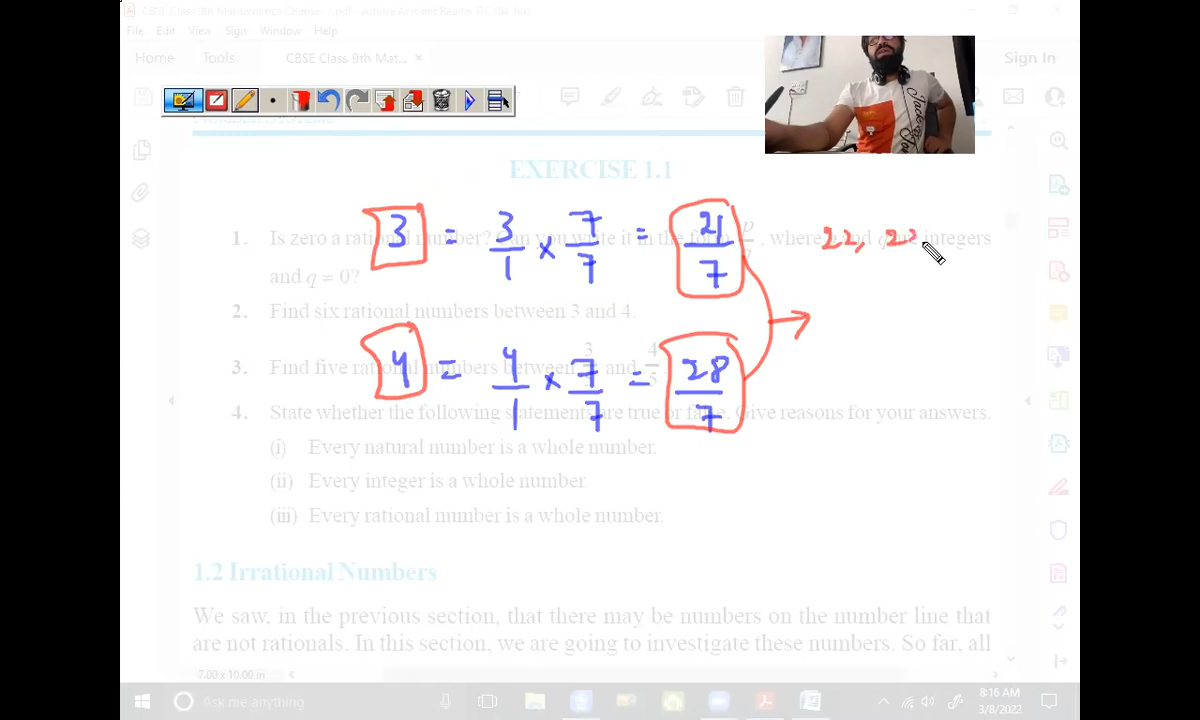 CBSE Class 9th Mathematics Chapter 1.pdf - Adobe Acrobat Reader DC (64-bit)
File Edit View Sign Window Help
Home Tools CBSE Class 9th Mat... × Sign In
EXERCISE 1.1
3 = 3/1 × 7/7 = 21/7
22, 23
1. Is zero a rational number? Can you write it in the form p/q, where p and q are integers
and q ≠ 0?
2. Find six rational numbers between 3 and 4.
4 = 4/1 × 7/7 = 28/7
3. Find five rational numbers between 3/5 and 4/5.
4. State whether the following statements are true or false. Give reasons for your answers.
(i) Every natural number is a whole number.
(ii) Every integer is a whole number.
(iii) Every rational number is a whole number.
1.2 Irrational Numbers
We saw, in the previous section, that there may be numbers on the number line that
are not rationals. In this section, we are going to investigate these numbers. So far, all
7.00 x 10.00 in
Ask me anything
8:16 AM
3/8/2022